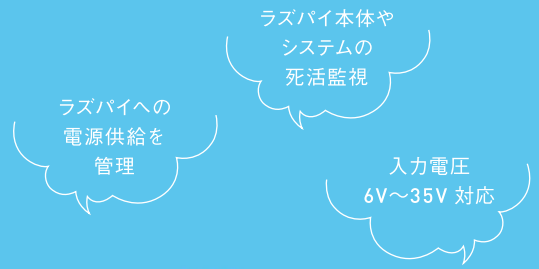 ラズパイ本体や
システムの
死活監視
ラズパイへの
電源供給を
管理
入力電圧
6V〜35V 対応